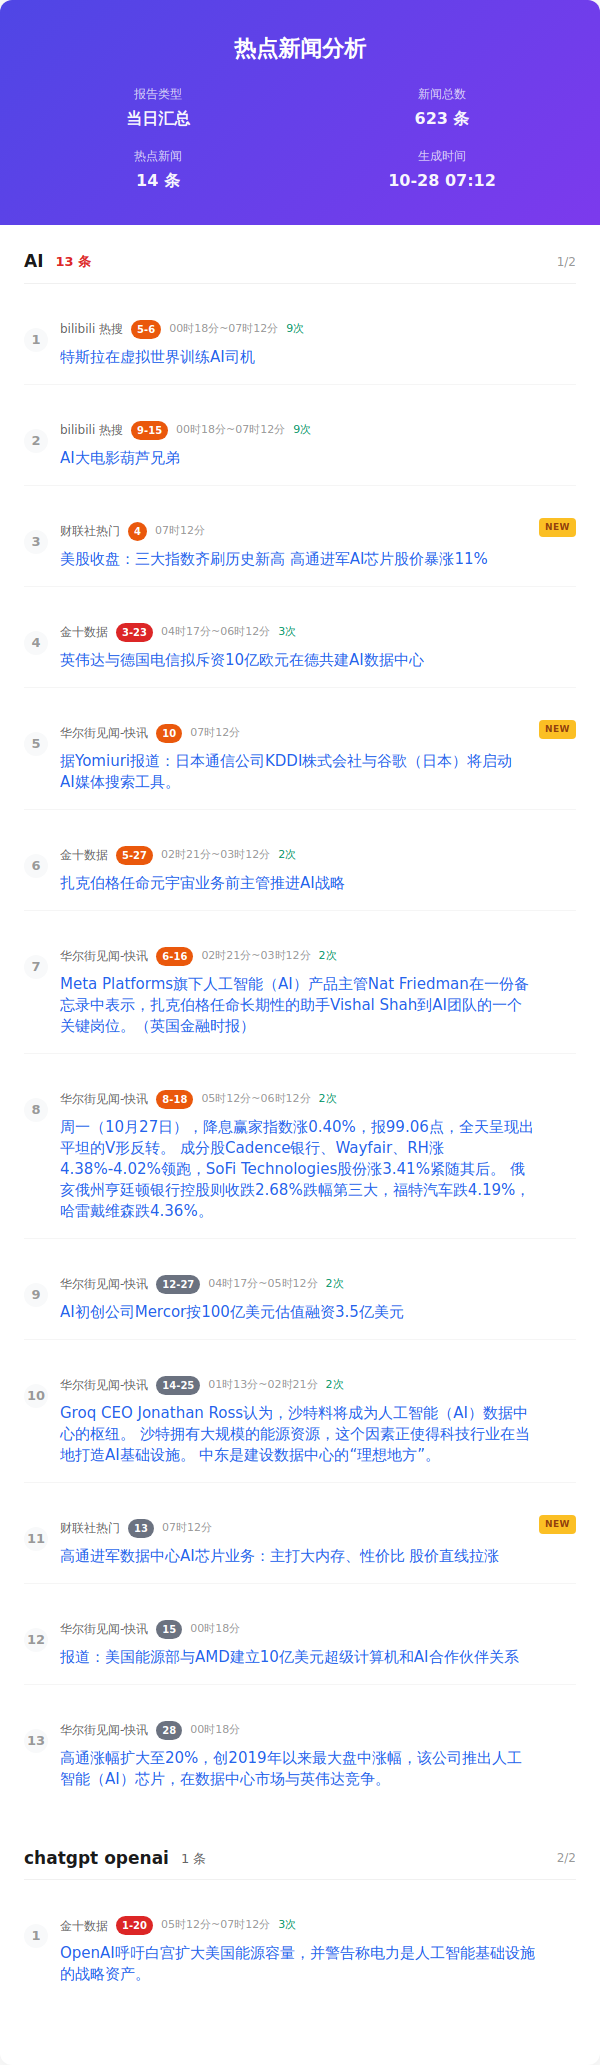 热点新闻分析
报告类型
新闻总数
当日汇总
623 条
热点新闻
生成时间
14 条
10-28 07:12
AI 13 条 1/2
1
bilibili 热搜 5-6 00时18分~07时12分 9次
特斯拉在虚拟世界训练AI司机
2
bilibili 热搜 9-15 00时18分~07时12分 9次
AI大电影葫芦兄弟
3
财联社热门 4 07时12分 NEW
美股收盘：三大指数齐刷历史新高 高通进军AI芯片股价暴涨11%
4
金十数据 3-23 04时17分~06时12分 3次
英伟达与德国电信拟斥资10亿欧元在德共建AI数据中心
5
华尔街见闻-快讯 10 07时12分 NEW
据Yomiuri报道：日本通信公司KDDI株式会社与谷歌（日本）将启动
AI媒体搜索工具。
6
金十数据 5-27 02时21分~03时12分 2次
扎克伯格任命元宇宙业务前主管推进AI战略
7
华尔街见闻-快讯 6-16 02时21分~03时12分 2次
Meta Platforms旗下人工智能（AI）产品主管Nat Friedman在一份备
忘录中表示，扎克伯格任命长期性的助手Vishal Shah到AI团队的一个
关键岗位。（英国金融时报）
8
华尔街见闻-快讯 8-18 05时12分~06时12分 2次
周一（10月27日），降息赢家指数涨0.40%，报99.06点，全天呈现出
平坦的V形反转。 成分股Cadence银行、Wayfair、RH涨
4.38%-4.02%领跑，SoFi Technologies股份涨3.41%紧随其后。 俄
亥俄州亨廷顿银行控股则收跌2.68%跌幅第三大，福特汽车跌4.19%，
哈雷戴维森跌4.36%。
9
华尔街见闻-快讯 12-27 04时17分~05时12分 2次
AI初创公司Mercor按100亿美元估值融资3.5亿美元
10
华尔街见闻-快讯 14-25 01时13分~02时21分 2次
Groq CEO Jonathan Ross认为，沙特料将成为人工智能（AI）数据中
心的枢纽。 沙特拥有大规模的能源资源，这个因素正使得科技行业在当
地打造AI基础设施。 中东是建设数据中心的“理想地方”。
11
财联社热门 13 07时12分 NEW
高通进军数据中心AI芯片业务：主打大内存、性价比 股价直线拉涨
12
华尔街见闻-快讯 15 00时18分
报道：美国能源部与AMD建立10亿美元超级计算机和AI合作伙伴关系
13
华尔街见闻-快讯 28 00时18分
高通涨幅扩大至20%，创2019年以来最大盘中涨幅，该公司推出人工
智能（AI）芯片，在数据中心市场与英伟达竞争。
chatgpt openai 1 条 2/2
1
金十数据 1-20 05时12分~07时12分 3次
OpenAI呼吁白宫扩大美国能源容量，并警告称电力是人工智能基础设施
的战略资产。